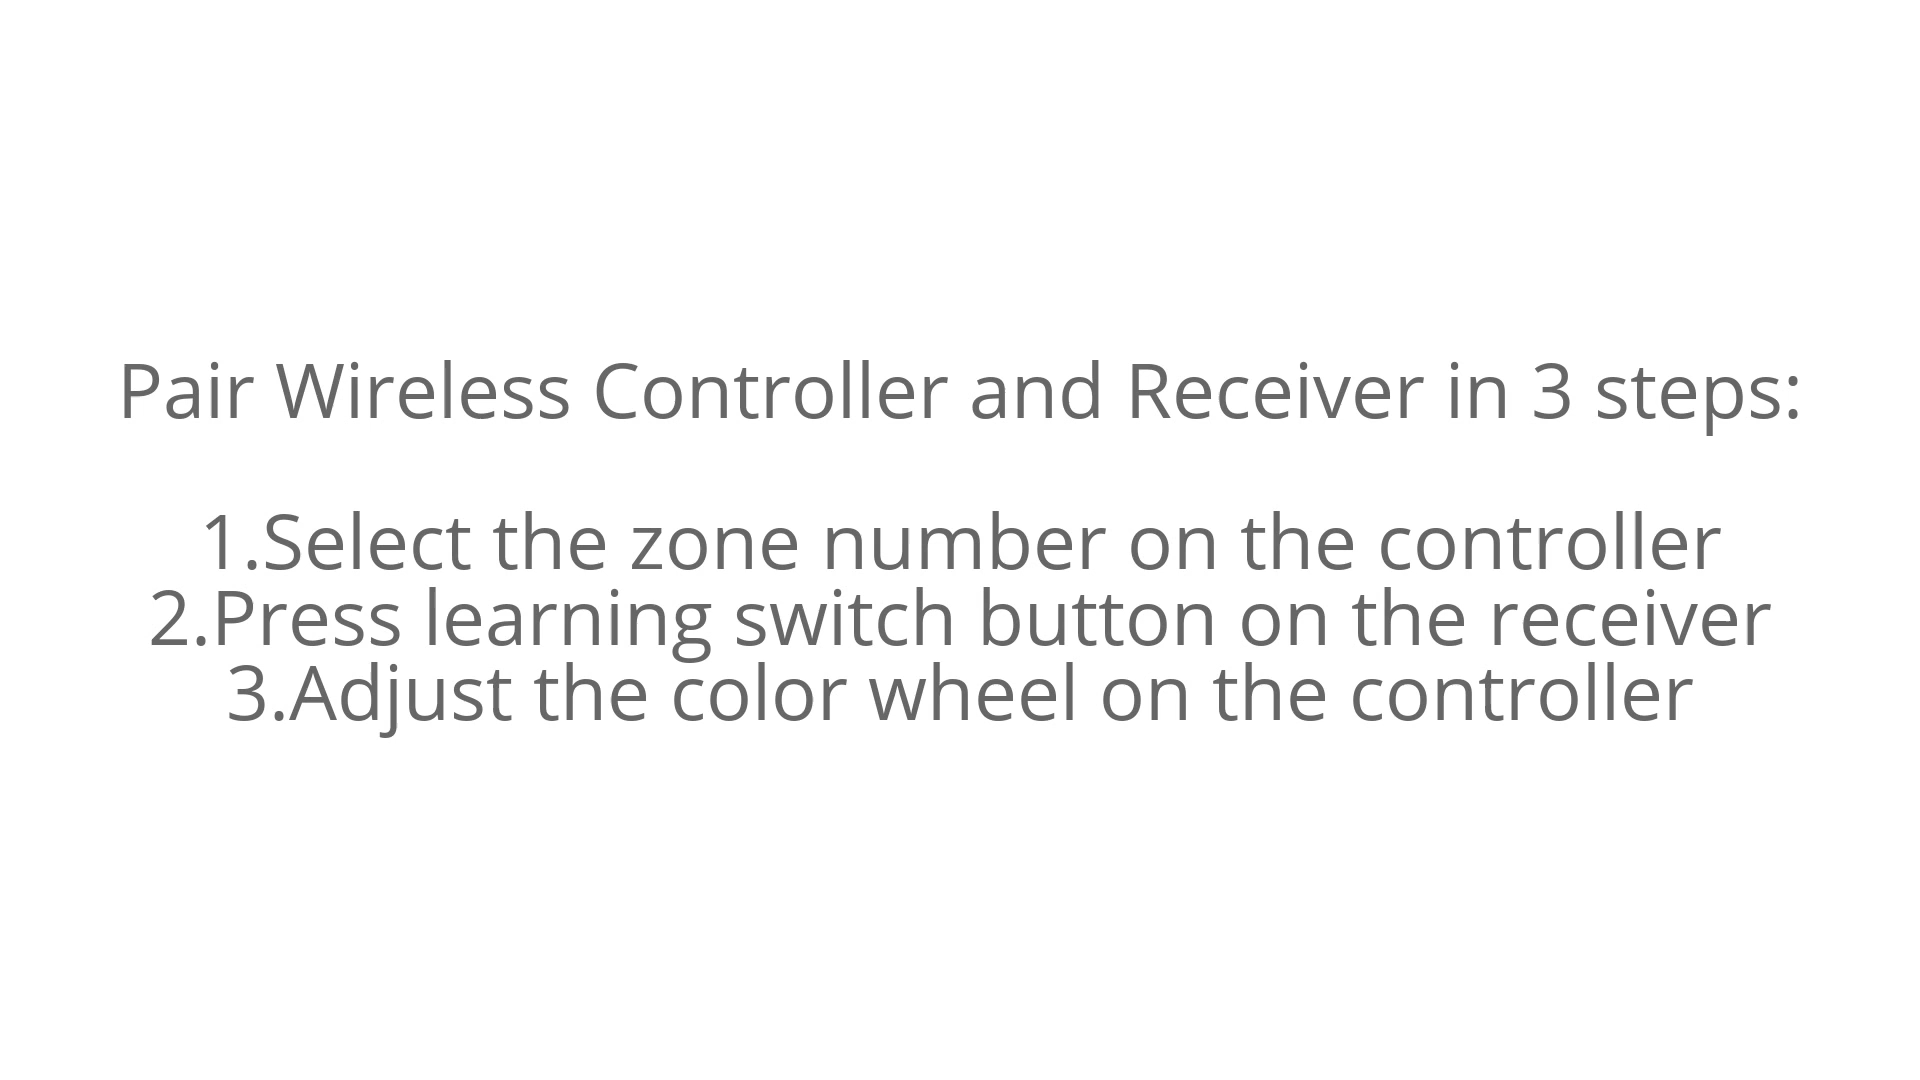 Pair Wireless Controller and Receiver in 3 steps:
1.Select the zone number on the controller
2.Press learning switch button on the receiver
3.Adjust the color wheel on the controller